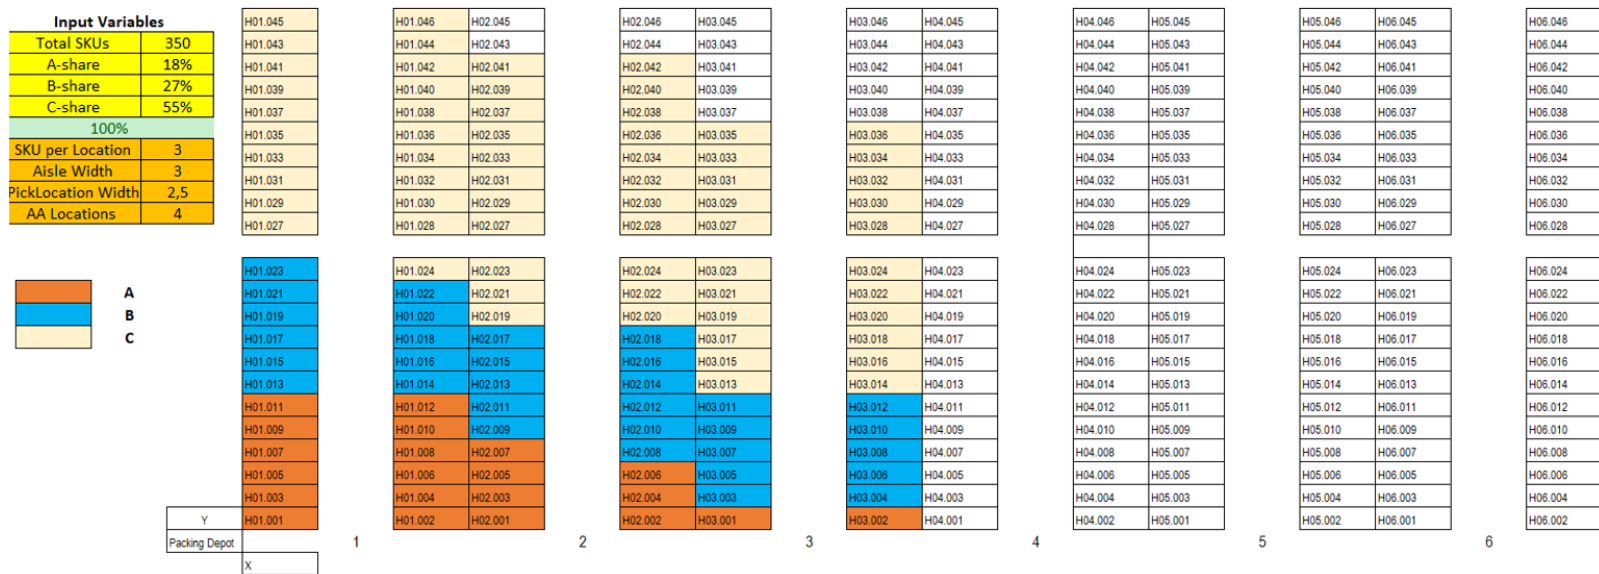 Input Variables H01.045 H01.046 H02.045 H02.046 H03.045 H03.046 H04.045 H04.046 H05.045 H05.046 H06.045 H06.046
Total SKUs 350 H01.043 H01.044 H02.043 H02.044 H03.043 H03.044 H04.043 H04.044 H05.043 H05.044 H06.043 H06.044
A-share 18% H01.041 H01.042 H02.041 H02.042 H03.041 H03.042 H04.041 H04.042 H05.041 H05.042 H06.041 H06.042
B-share 27% H01.039 H01.040 H02.039 H02.040 H03.039 H03.040 H04.039 H04.040 H05.039 H05.040 H06.039 H06.040
C-share 55% H01.037 H01.038 H02.037 H02.038 H03.037 H03.038 H04.037 H04.038 H05.037 H05.038 H06.037 H06.038
100% H01.035 H01.036 H02.035 H02.036 H03.035 H03.036 H04.035 H04.036 H05.035 H05.036 H06.035 H06.036
SKU per Location 3 H01.033 H01.034 H02.033 H02.034 H03.033 H03.034 H04.033 H04.034 H05.033 H05.034 H06.033 H06.034
Aisle Width 3 H01.031 H01.032 H02.031 H02.032 H03.031 H03.032 H04.031 H04.032 H05.031 H05.032 H06.031 H06.032
PickLocation Width 2,5 H01.029 H01.030 H02.029 H02.030 H03.029 H03.030 H04.029 H04.030 H05.029 H05.030 H06.029 H06.030
AA Locations 4 H01.027 H01.028 H02.027 H02.028 H03.027 H03.028 H04.027 H04.028 H05.027 H05.028 H06.027 H06.028
H01.023 H01.024 H02.023 H02.024 H03.023 H03.024 H04.023 H04.024 H05.023 H05.024 H06.023 H06.024
A H01.021 H01.022 H02.021 H02.022 H03.021 H03.022 H04.021 H04.022 H05.021 H05.022 H06.021 H06.022
B H01.019 H01.020 H02.019 H02.020 H03.019 H03.020 H04.019 H04.020 H05.019 H05.020 H06.019 H06.020
C H01.017 H01.018 H02.017 H02.018 H03.017 H03.018 H04.017 H04.018 H05.017 H05.018 H06.017 H06.018
H01.015 H01.016 H02.015 H02.016 H03.015 H03.016 H04.015 H04.016 H05.015 H05.016 H06.015 H06.016
H01.013 H01.014 H02.013 H02.014 H03.013 H03.014 H04.013 H04.014 H05.013 H05.014 H06.013 H06.014
H01.011 H01.012 H02.011 H02.012 H03.011 H03.012 H04.011 H04.012 H05.011 H05.012 H06.011 H06.012
H01.009 H01.010 H02.009 H02.010 H03.009 H03.010 H04.009 H04.010 H05.009 H05.010 H06.009 H06.010
H01.007 H01.008 H02.007 H02.008 H03.007 H03.008 H04.007 H04.008 H05.007 H05.008 H06.007 H06.008
H01.005 H01.006 H02.005 H02.006 H03.005 H03.006 H04.005 H04.006 H05.005 H05.006 H06.005 H06.006
H01.003 H01.004 H02.003 H02.004 H03.003 H03.004 H04.003 H04.004 H05.003 H05.004 H06.003 H06.004
Y H01.001 H01.002 H02.001 H02.002 H03.001 H03.002 H04.001 H04.002 H05.001 H05.002 H06.001 H06.002
Packing Depot 1 2 3 4 5 6
X